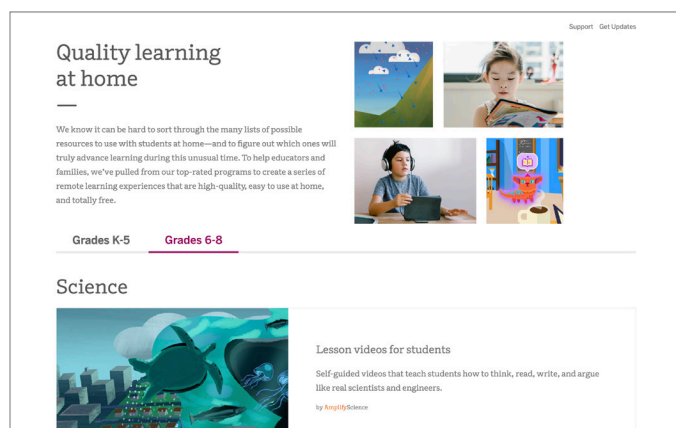 Support Get Updates
Quality learning
at home
We know it can be hard to sort through the many lists of possible
resources to use with students at home—and to figure out which ones will
truly advance learning during this unusual time. To help educators and
families, we've pulled from our top-rated programs to create a series of
remote learning experiences that are high-quality, easy to use at home,
and totally free.
Grades K-5 Grades 6-8
Science
Lesson videos for students
Self-guided videos that teach students how to think, read, write, and argue
like real scientists and engineers.
by AmplifyScience